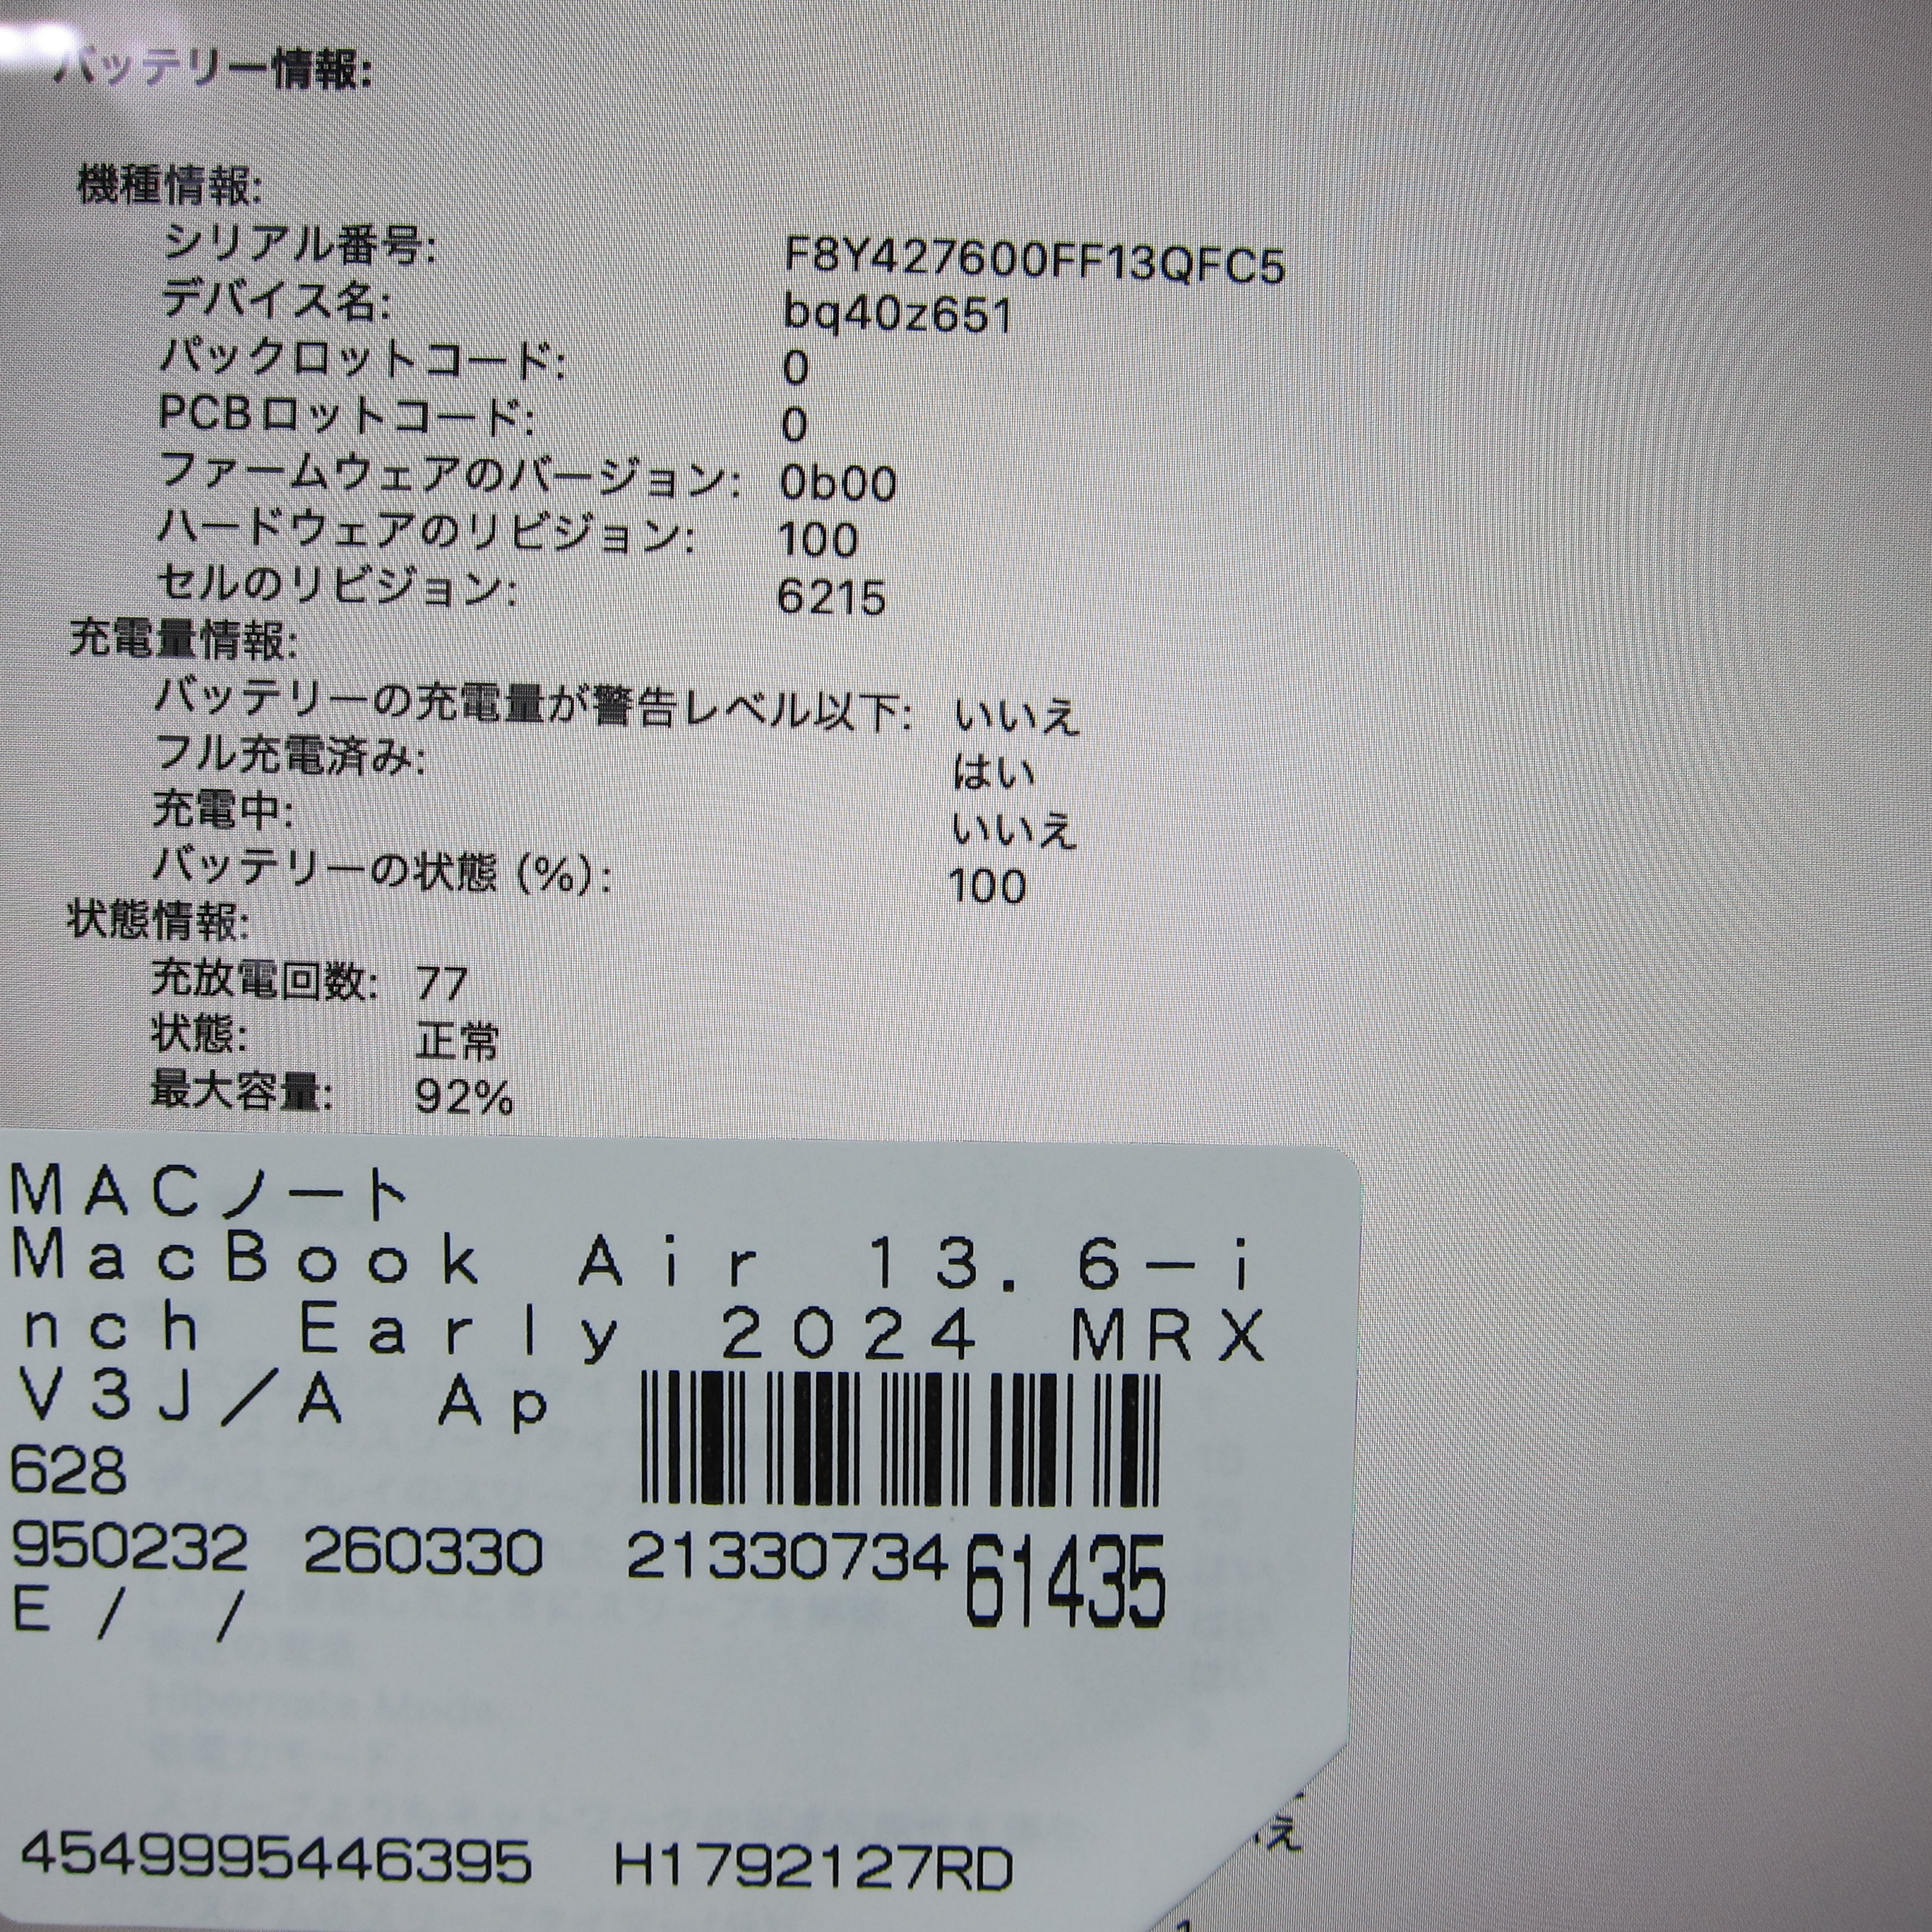 バッテリー情報:
機種情報:
シリアル番号: F8Y427600FF13QFC5
デバイス名: bq40z651
パックロットコード: 0
PCBロットコード: 0
ファームウェアのバージョン: 0b00
ハードウェアのリビジョン: 100
セルのリビジョン: 6215
充電量情報:
バッテリーの充電量が警告レベル以下: いいえ
フル充電済み: はい
充電中: いいえ
バッテリーの状態 (%): 100
状態情報:
充放電回数: 77
状態: 正常
最大容量: 92%
MACノート
MacBook Air 13.6-i
nch Early 2024 MRX
V3J/A Ap
628
950232 260330 2133073461435
E / /
4549995446395 H1792127RD